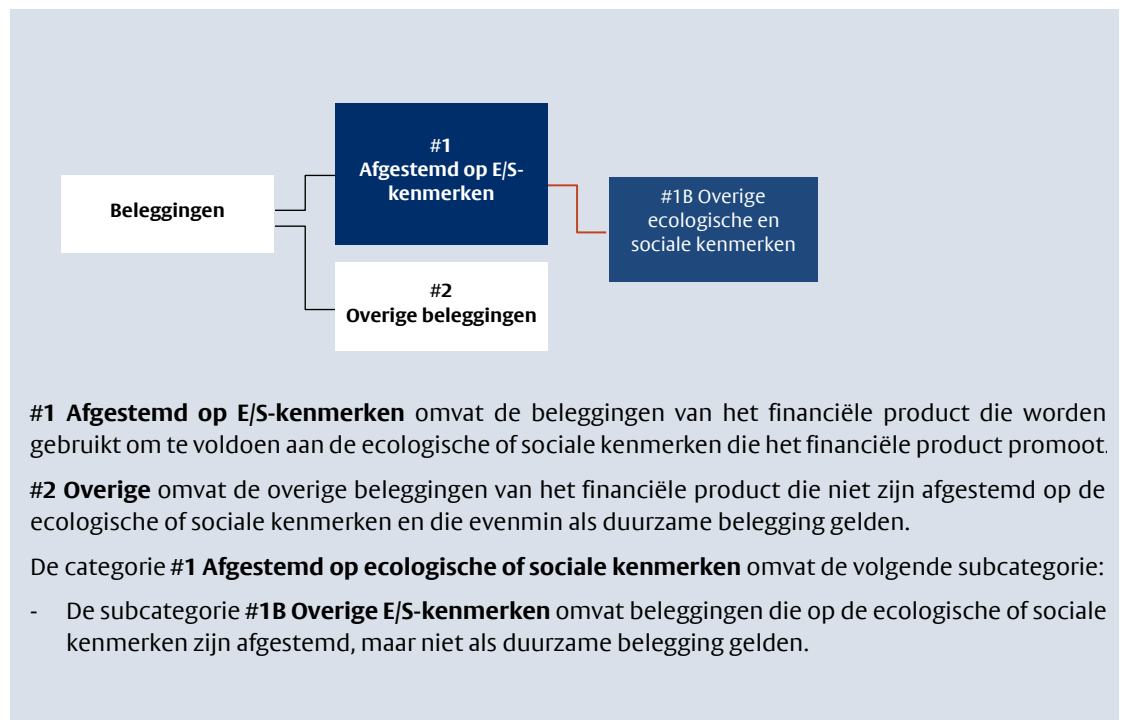 #1
Afgestemd op E/S-
kenmerken
Beleggingen
#1B Overige
ecologische en
sociale kenmerken
#2
Overige beleggingen
#1 Afgestemd op E/S-kenmerken omvat de beleggingen van het financiële product die worden
gebruikt om te voldoen aan de ecologische of sociale kenmerken die het financiële product promoot.
#2 Overige omvat de overige beleggingen van het financiële product die niet zijn afgestemd op de
ecologische of sociale kenmerken en die evenmin als duurzame belegging gelden.
De categorie #1 Afgestemd op ecologische of sociale kenmerken omvat de volgende subcategorie:
- De subcategorie #1B Overige E/S-kenmerken omvat beleggingen die op de ecologische of sociale
kenmerken zijn afgestemd, maar niet als duurzame belegging gelden.